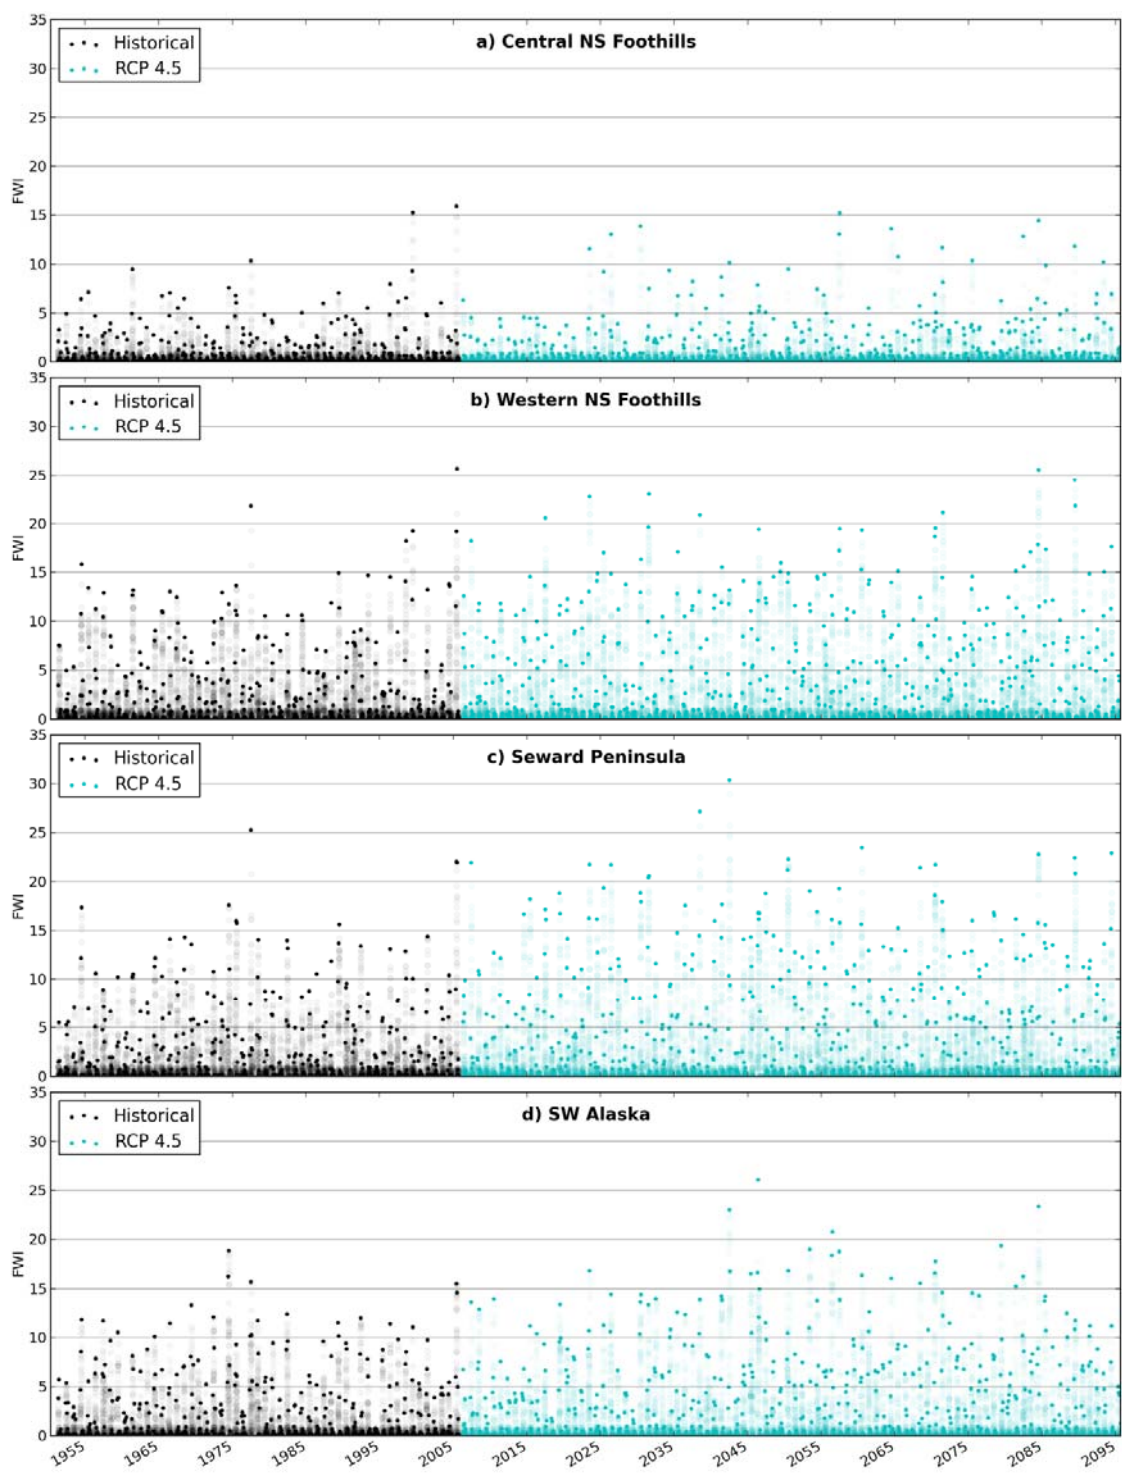 35
Historical
RCP 4.5
a) Central NS Foothills
30
25
20
FWI
15
10
5
0
35
Historical
RCP 4.5
b) Western NS Foothills
30
25
20
FWI
15
10
5
0
35
Historical
RCP 4.5
c) Seward Peninsula
30
25
20
FWI
15
10
5
0
35
Historical
RCP 4.5
d) SW Alaska
30
25
20
FWI
15
10
5
0
1955 1965 1975 1985 1995 2005 2015 2025 2035 2045 2055 2065 2075 2085 2095